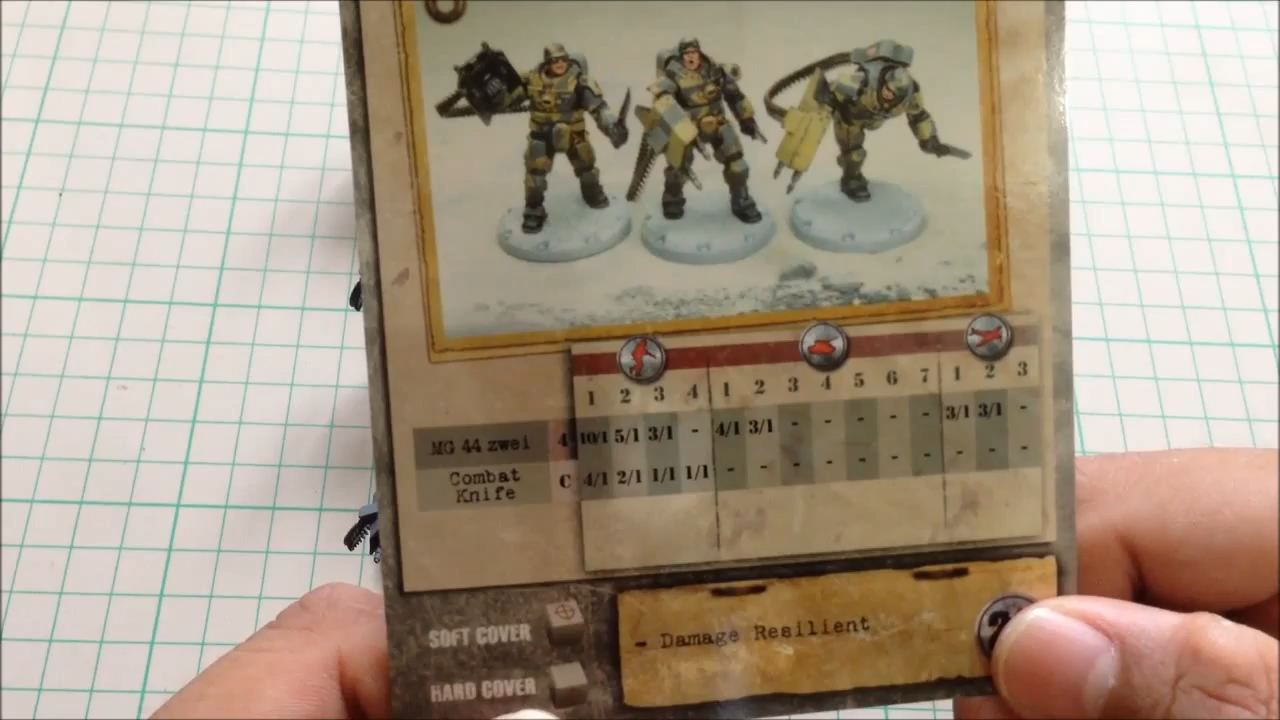 1 2 3 4 1 2 3 4 5 6 7 1 2 3
MG 44 zwei 4 10/1 5/1 3/1 - 4/1 3/1 - - - - - 3/1 3/1 -
Combat
Knife C 4/1 2/1 1/1 1/1 - - - - - - - - - -
SOFT COVER
- Damage Resilient
HARD COVER